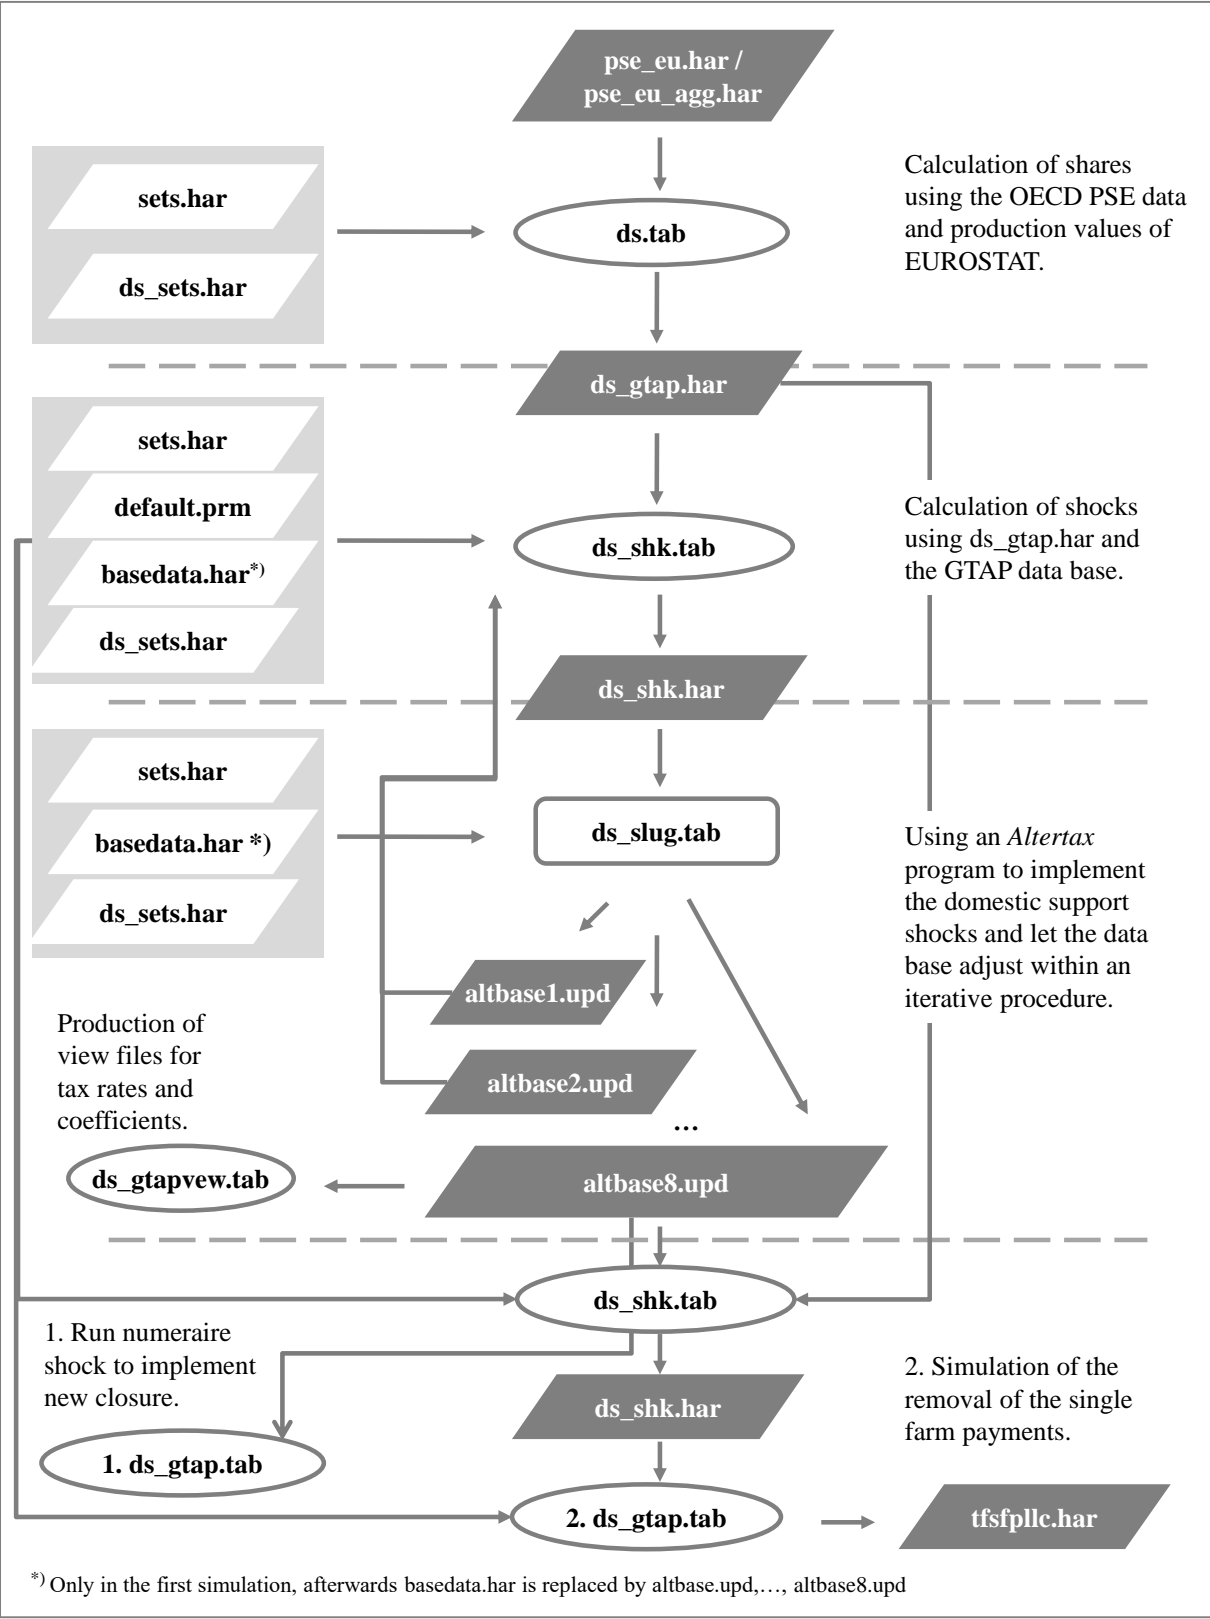 pse_eu.har /
pse_eu_agg.har
sets.har
ds_sets.har
ds.tab
Calculation of shares
using the OECD PSE data
and production values of
EUROSTAT.
ds_gtap.har
sets.har
default.prm
basedata.har*)
ds_sets.har
ds_shk.tab
Calculation of shocks
using ds_gtap.har and
the GTAP data base.
ds_shk.har
sets.har
basedata.har *)
ds_sets.har
ds_slug.tab
Using an Altertax
program to implement
the domestic support
shocks and let the data
base adjust within an
iterative procedure.
altbase1.upd
altbase2.upd
...
Production of
view files for
tax rates and
coefficients.
ds_gtapvew.tab
altbase8.upd
ds_shk.tab
1. Run numeraire
shock to implement
new closure.
ds_shk.har
2. Simulation of the
removal of the single
farm payments.
1. ds_gtap.tab
2. ds_gtap.tab
tfsfpllc.har
*) Only in the first simulation, afterwards basedata.har is replaced by altbase.upd,…, altbase8.upd